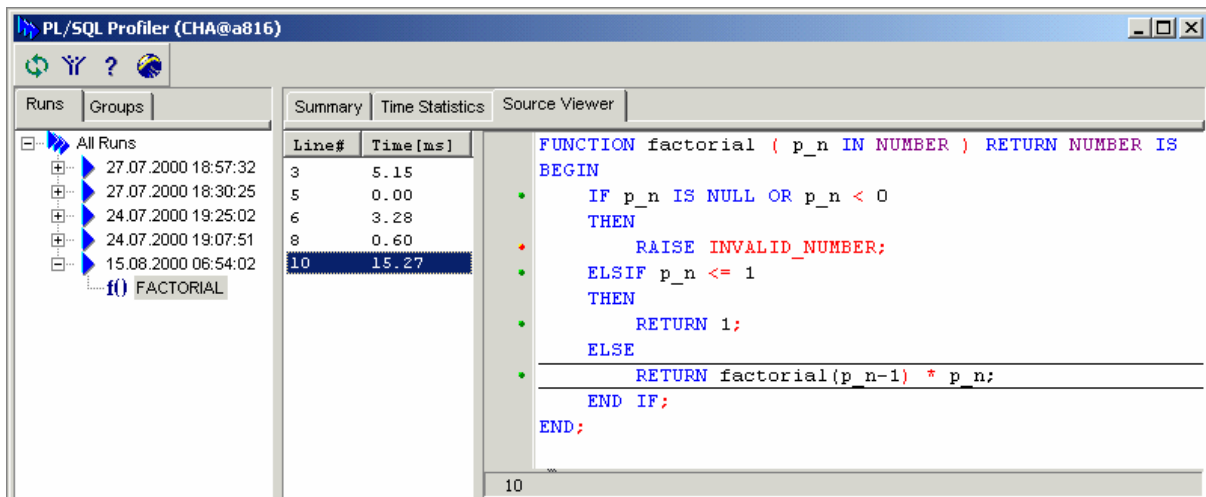 PL/SQL Profiler (CHA@a816)
?
Runs Groups
All Runs
27.07.2000 18:57:32
27.07.2000 18:30:25
24.07.2000 19:25:02
24.07.2000 19:07:51
15.08.2000 06:54:02
f() FACTORIAL
Summary Time Statistics Source Viewer
Line# Time[ms]
3 5.15
5 0.00
6 3.28
8 0.60
10 15.27
FUNCTION factorial ( p_n IN NUMBER ) RETURN NUMBER IS
BEGIN
IF p_n IS NULL OR p_n < 0
THEN
RAISE INVALID_NUMBER;
ELSIF p_n <= 1
THEN
RETURN 1;
ELSE
RETURN factorial(p_n-1) * p_n;
END IF;
END;
10